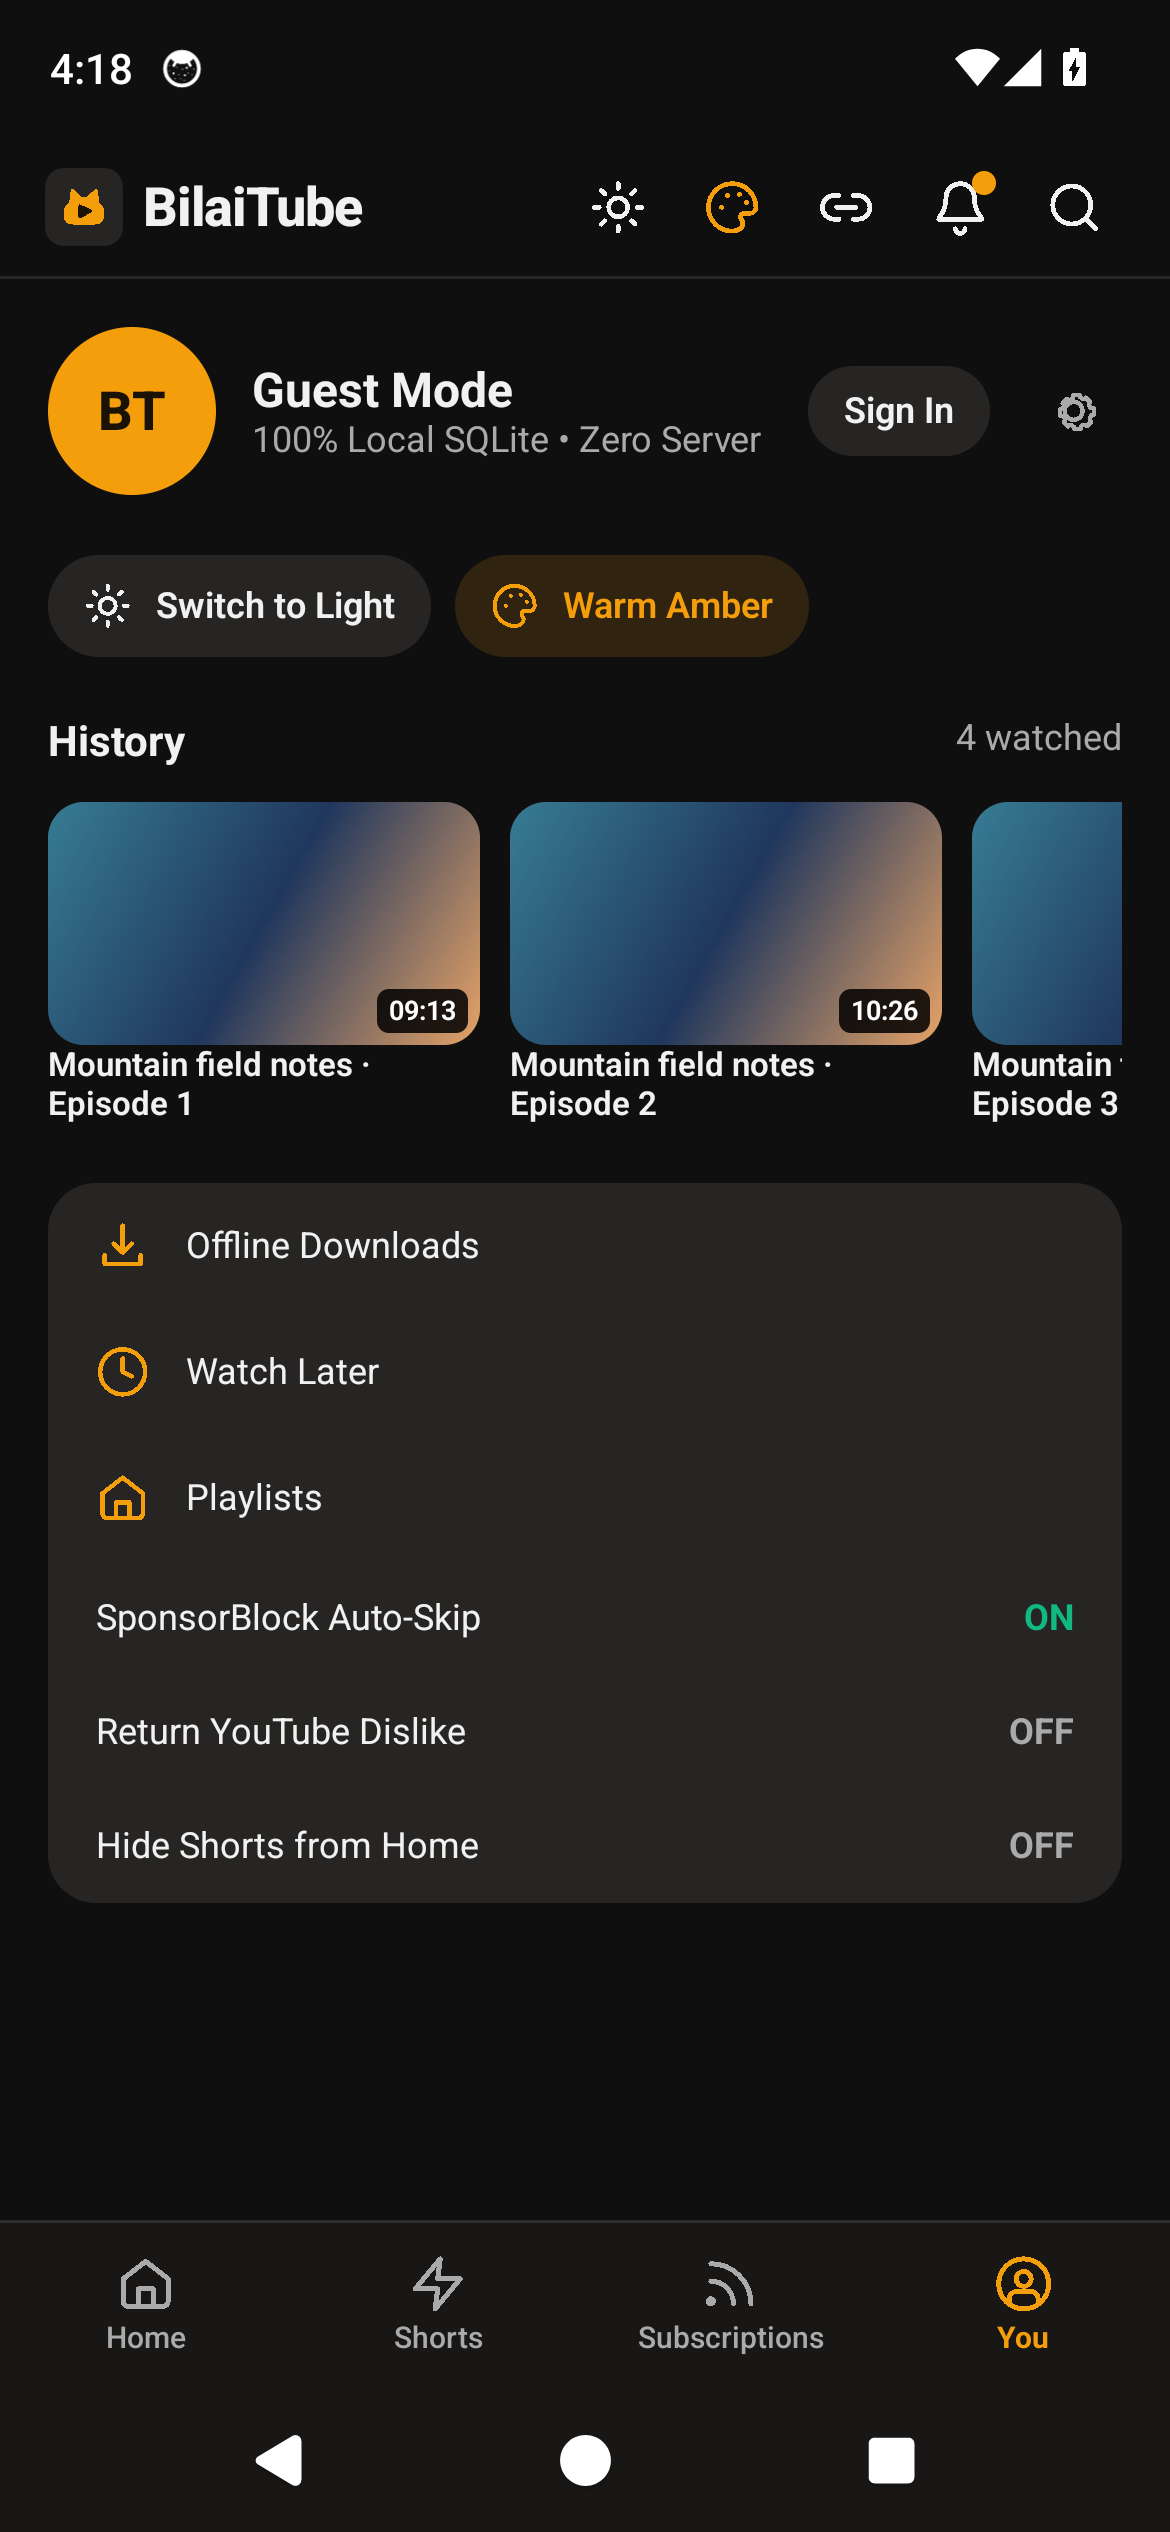 4:18
BilaiTube
BT
Guest Mode
100% Local SQLite • Zero Server
Sign In
Switch to Light
Warm Amber
History
4 watched
09:13
10:26
Mountain field notes ·
Episode 1
Mountain field notes ·
Episode 2
Mountain
Episode 3
Offline Downloads
Watch Later
Playlists
SponsorBlock Auto-Skip
ON
Return YouTube Dislike
OFF
Hide Shorts from Home
OFF
Home
Shorts
Subscriptions
You